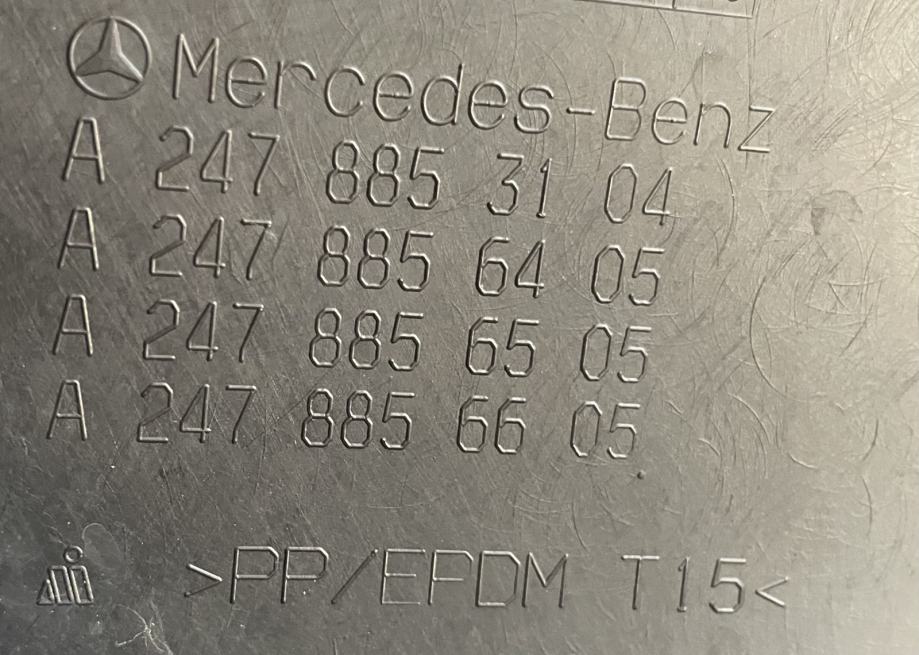 Mercedes-Benz
A 247 885 31 04
A 247 885 64 05
A 247 885 65 05
A 247 885 66 05
>PP/EPDM T15<